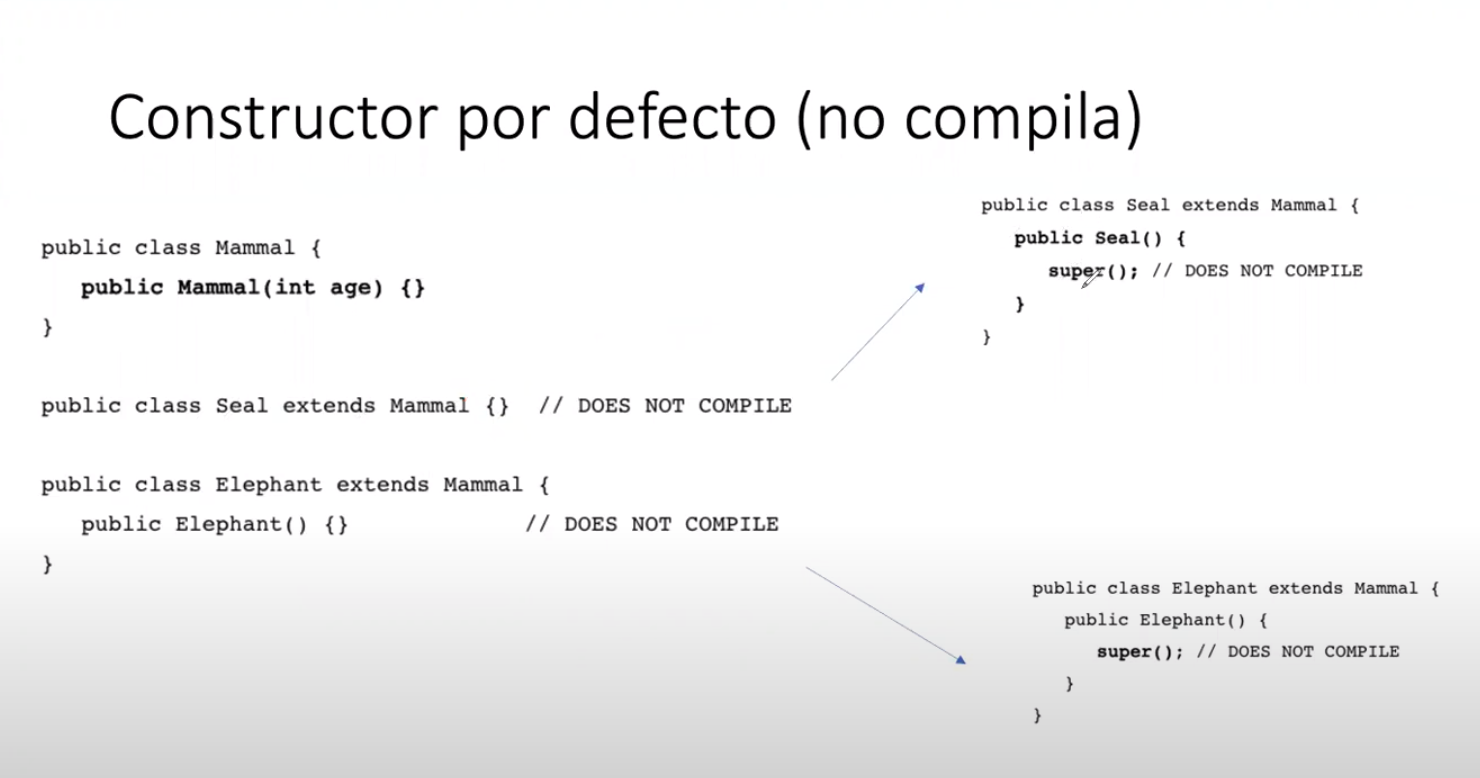 Constructor por defecto (no compila)
public class Mammal {
public Mammal(int age) {}
}
public class Seal extends Mammal {} // DOES NOT COMPILE
public class Elephant extends Mammal {
public Elephant() {} // DOES NOT COMPILE
}
public class Seal extends Mammal {
public Seal() {
super(); // DOES NOT COMPILE
}
}
public class Elephant extends Mammal {
public Elephant() {
super(); // DOES NOT COMPILE
}
}